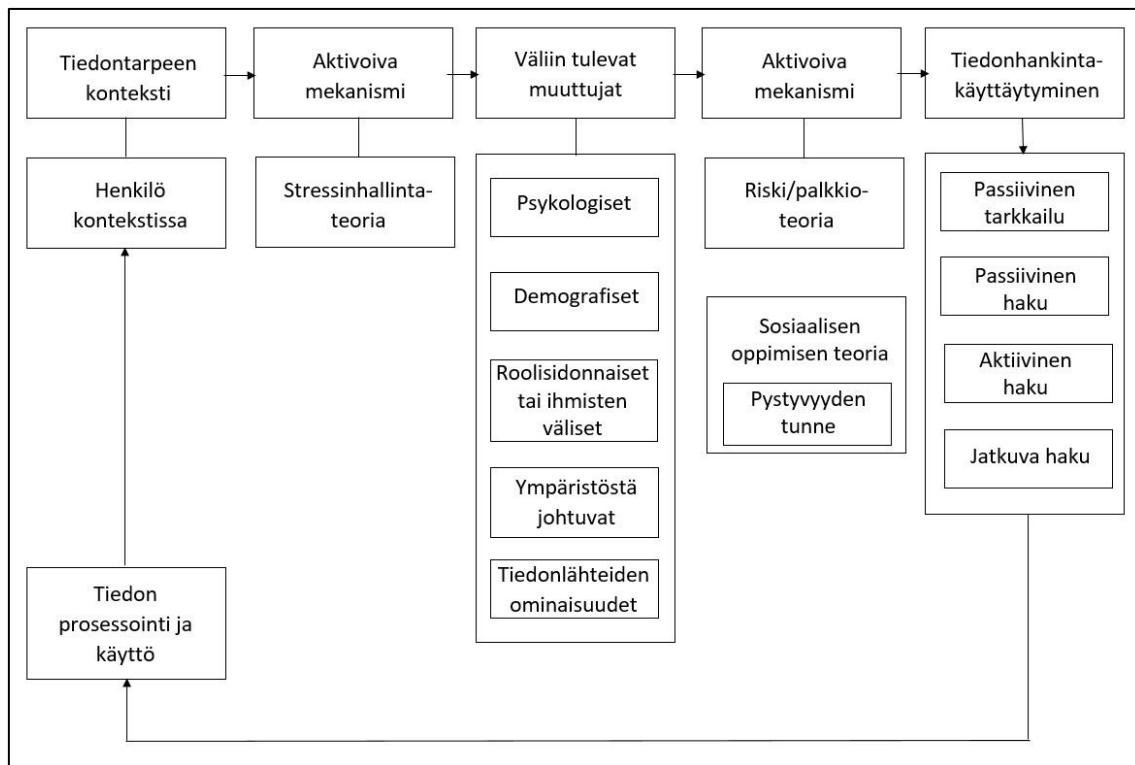 Tiedontarpeen
konteksti
Aktivoiva
mekanismi
Väliin tulevat
muuttujat
Aktivoiva
mekanismi
Tiedonhankinta-
käyttäytyminen
Henkilö
kontekstissa
Stressinhallinta-
teoria
Psykologiset
Demografiset
Roolisidonnaiset
tai ihmisten
väliset
Ympäristöstä
johtuvat
Tiedonlähteiden
ominaisuudet
Riski/palkkio-
teoria
Sosiaalisen
oppimisen teoria
Pystyvyyden
tunne
Passiivinen
tarkkailu
Passiivinen
haku
Aktiivinen
haku
Jatkuva haku
Tiedon
prosessointi ja
käyttö